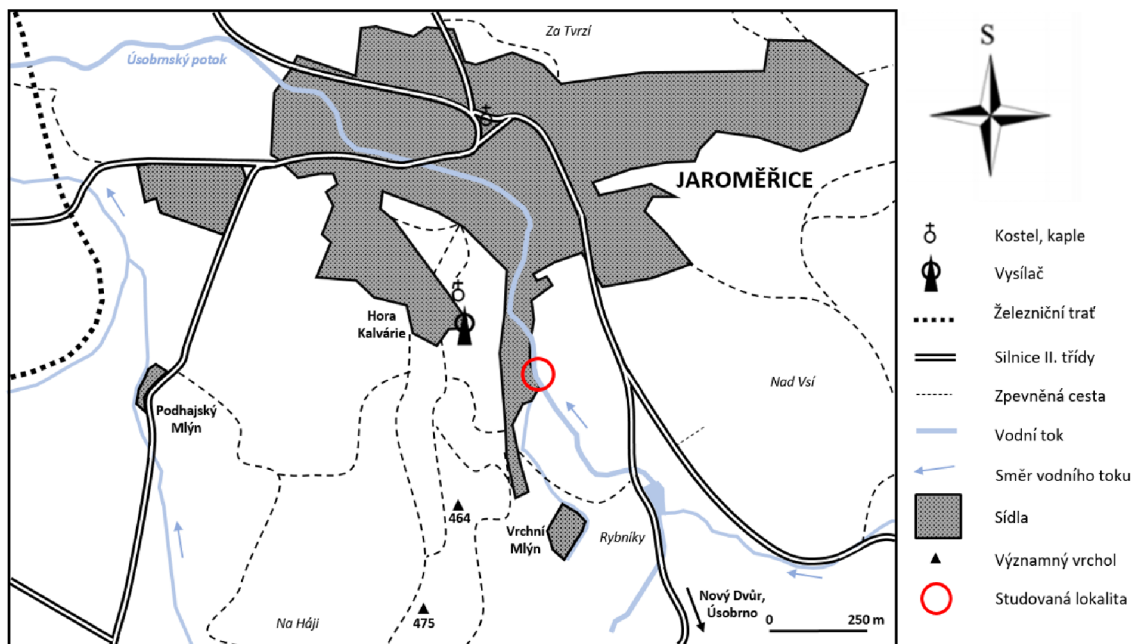 Za Tvrzí
Úsobrnský potok
JAROMĚŘICE
Hora
Kalvárie
Nad Vsí
Podhajský
Mlýn
464
Vrchní
Mlýn
Rybníky
475
Na Háji
Nový Dvůr,
Úsobrno
0
250 m
S
Kostel, kaple
Vysílač
Železniční trať
Silnice II. třídy
Zpevněná cesta
Vodní tok
Směr vodního toku
Sídla
Významný vrchol
Studovaná lokalita